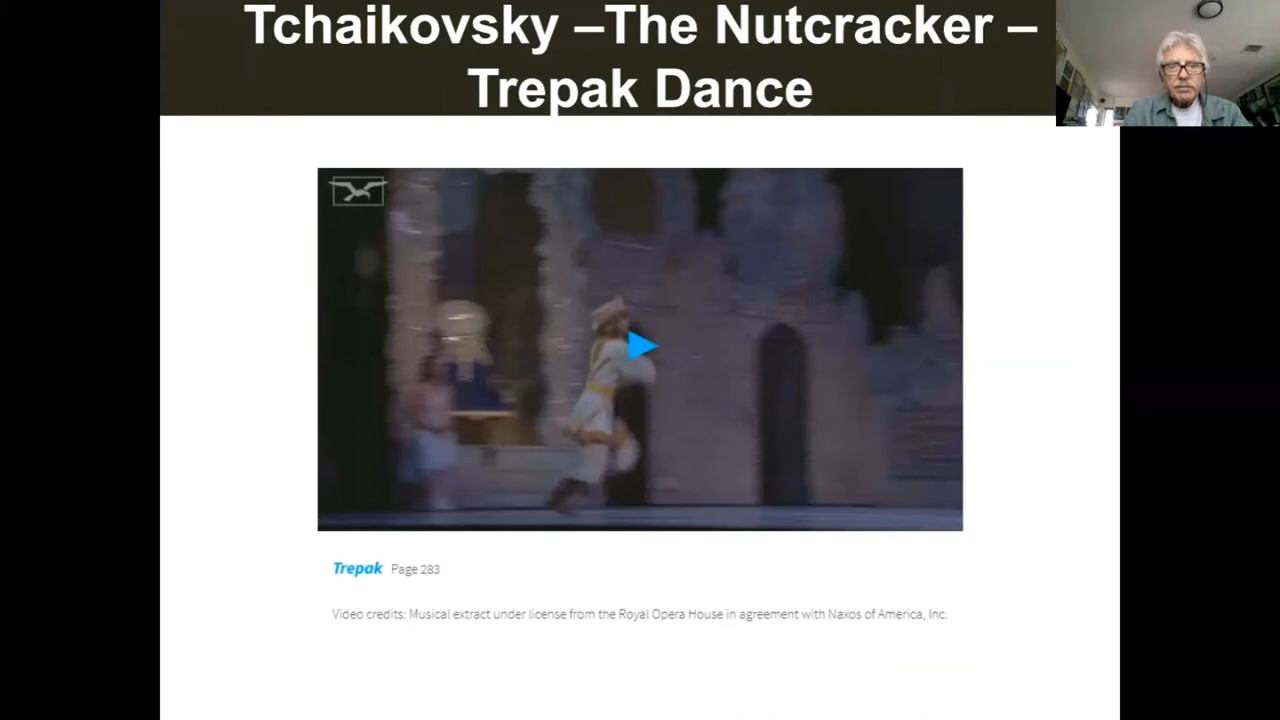 Tchaikovsky –The Nutcracker –
Trepak Dance
Trepak Page 283
Video credits: Musical extract under license from the Royal Opera House in agreement with Naxos of America, Inc.